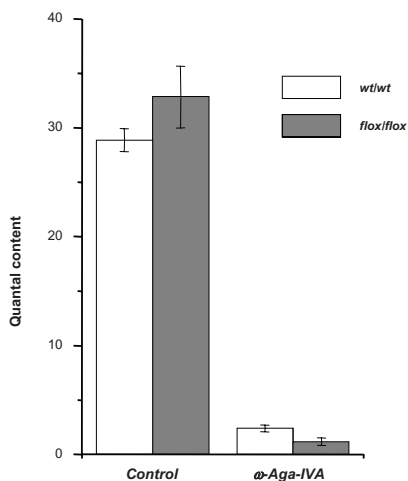 40
30
20
10
0
Quantal content
wt/wt
flox/flox
Control
ω-Aga-IVA